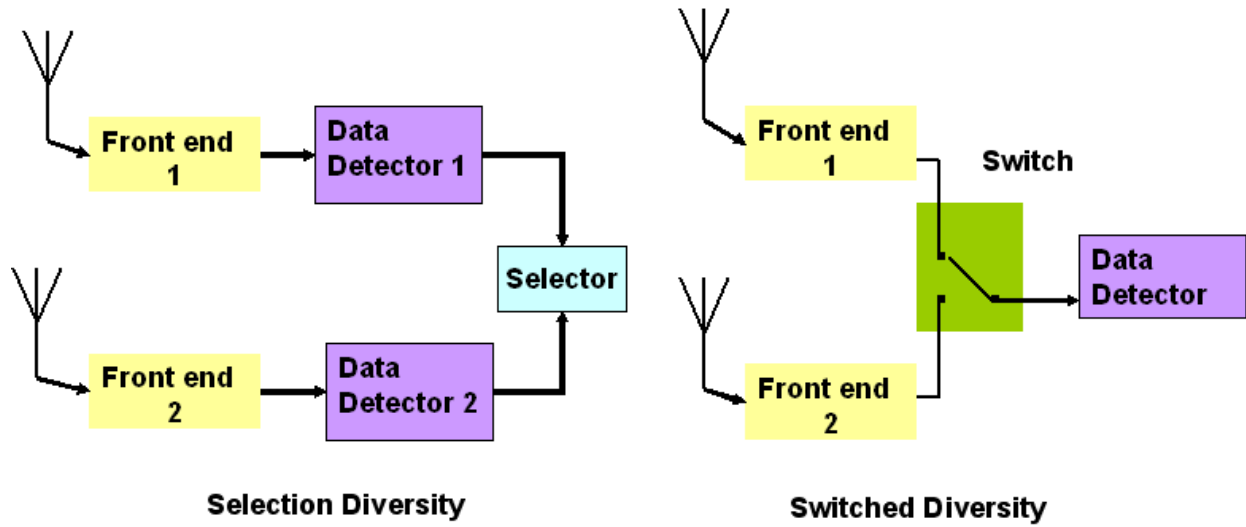 Front end
1
Data
Detector 1
Selector
Front end
2
Data
Detector 2
Selection Diversity
Front end
1
Switch
Data
Detector
Front end
2
Switched Diversity